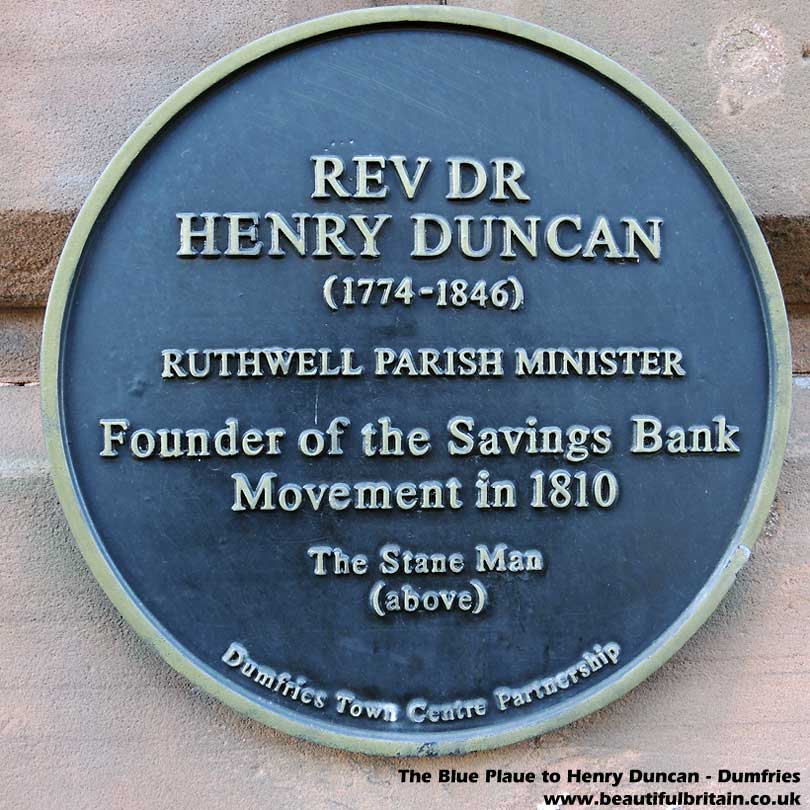 REV DR
HENRY DUNCAN
(1774-1846)
RUTHWELL PARISH MINISTER
Founder of the Savings Bank
Movement in 1810
The Stane Man
(above)
Dumfries Town Centre Partnership
The Blue Plaue to Henry Duncan - Dumfries
www.beautifulbritain.co.uk